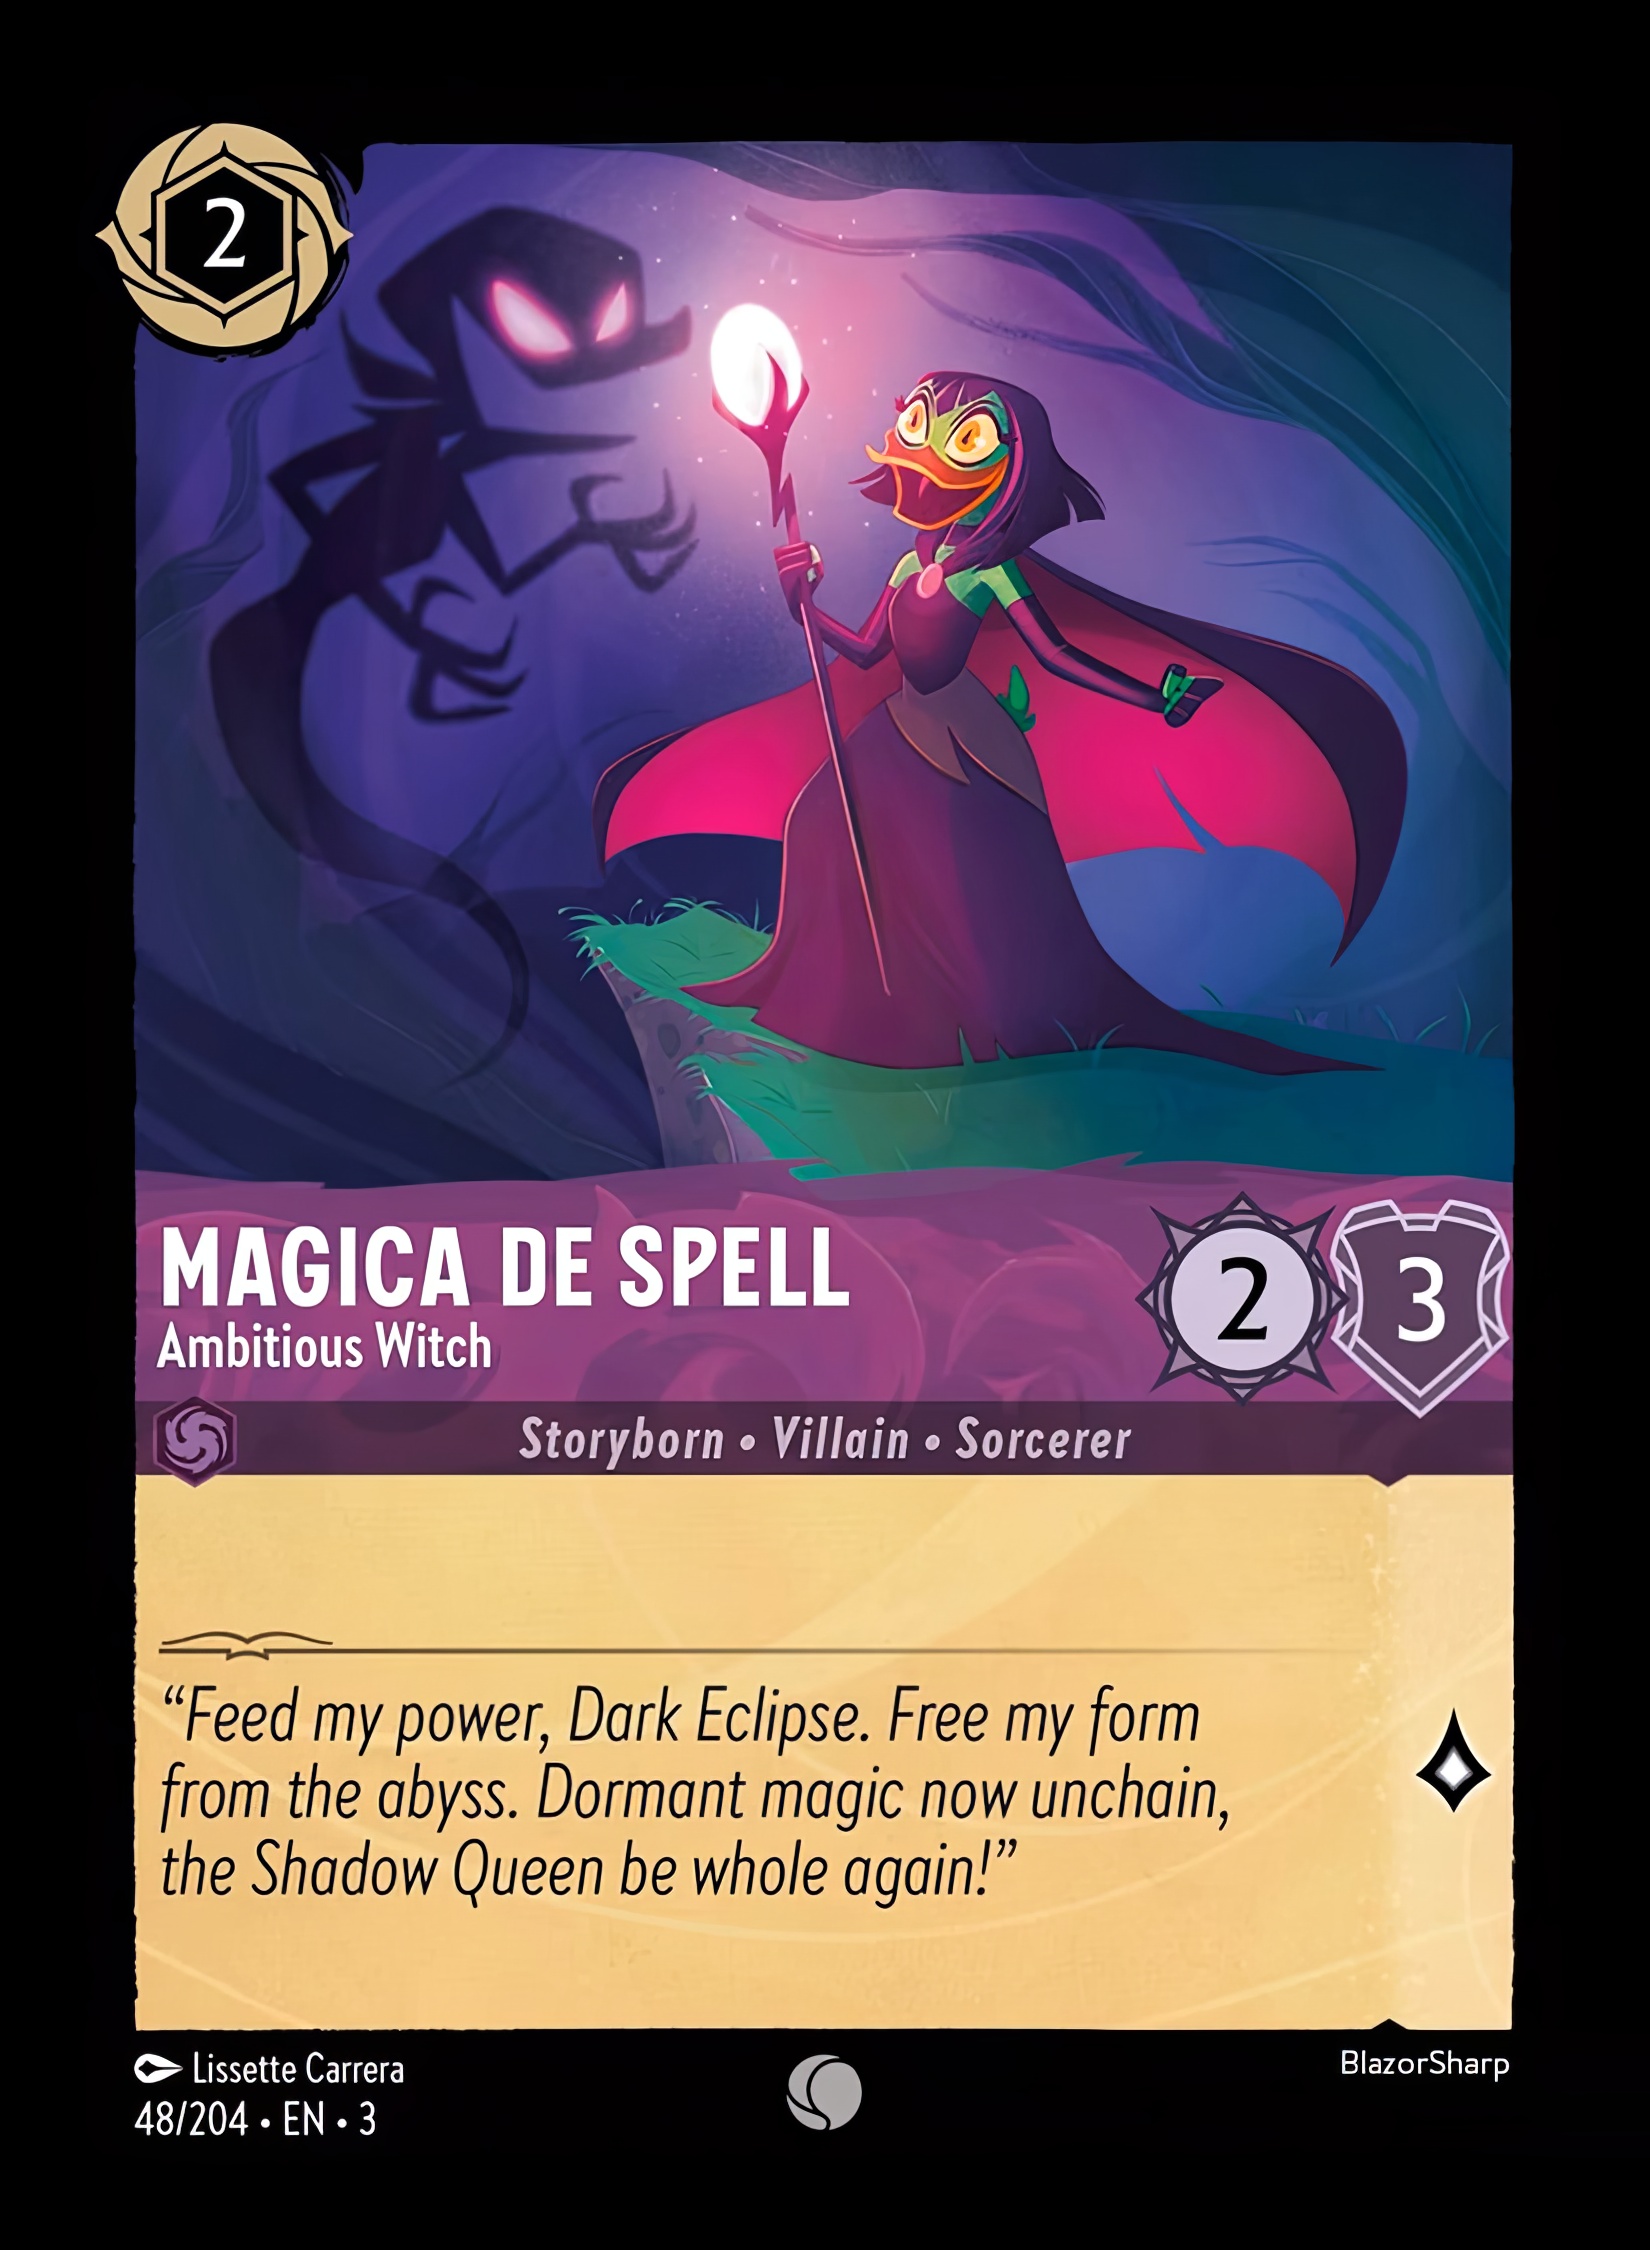 2
MAGICA DE SPELL
Ambitious Witch
2
3
Storyborn • Villain • Sorcerer
“Feed my power, Dark Eclipse. Free my form
from the abyss. Dormant magic now unchain,
the Shadow Queen be whole again!”
Lissette Carrera
BlazorSharp
48/204 • EN • 3